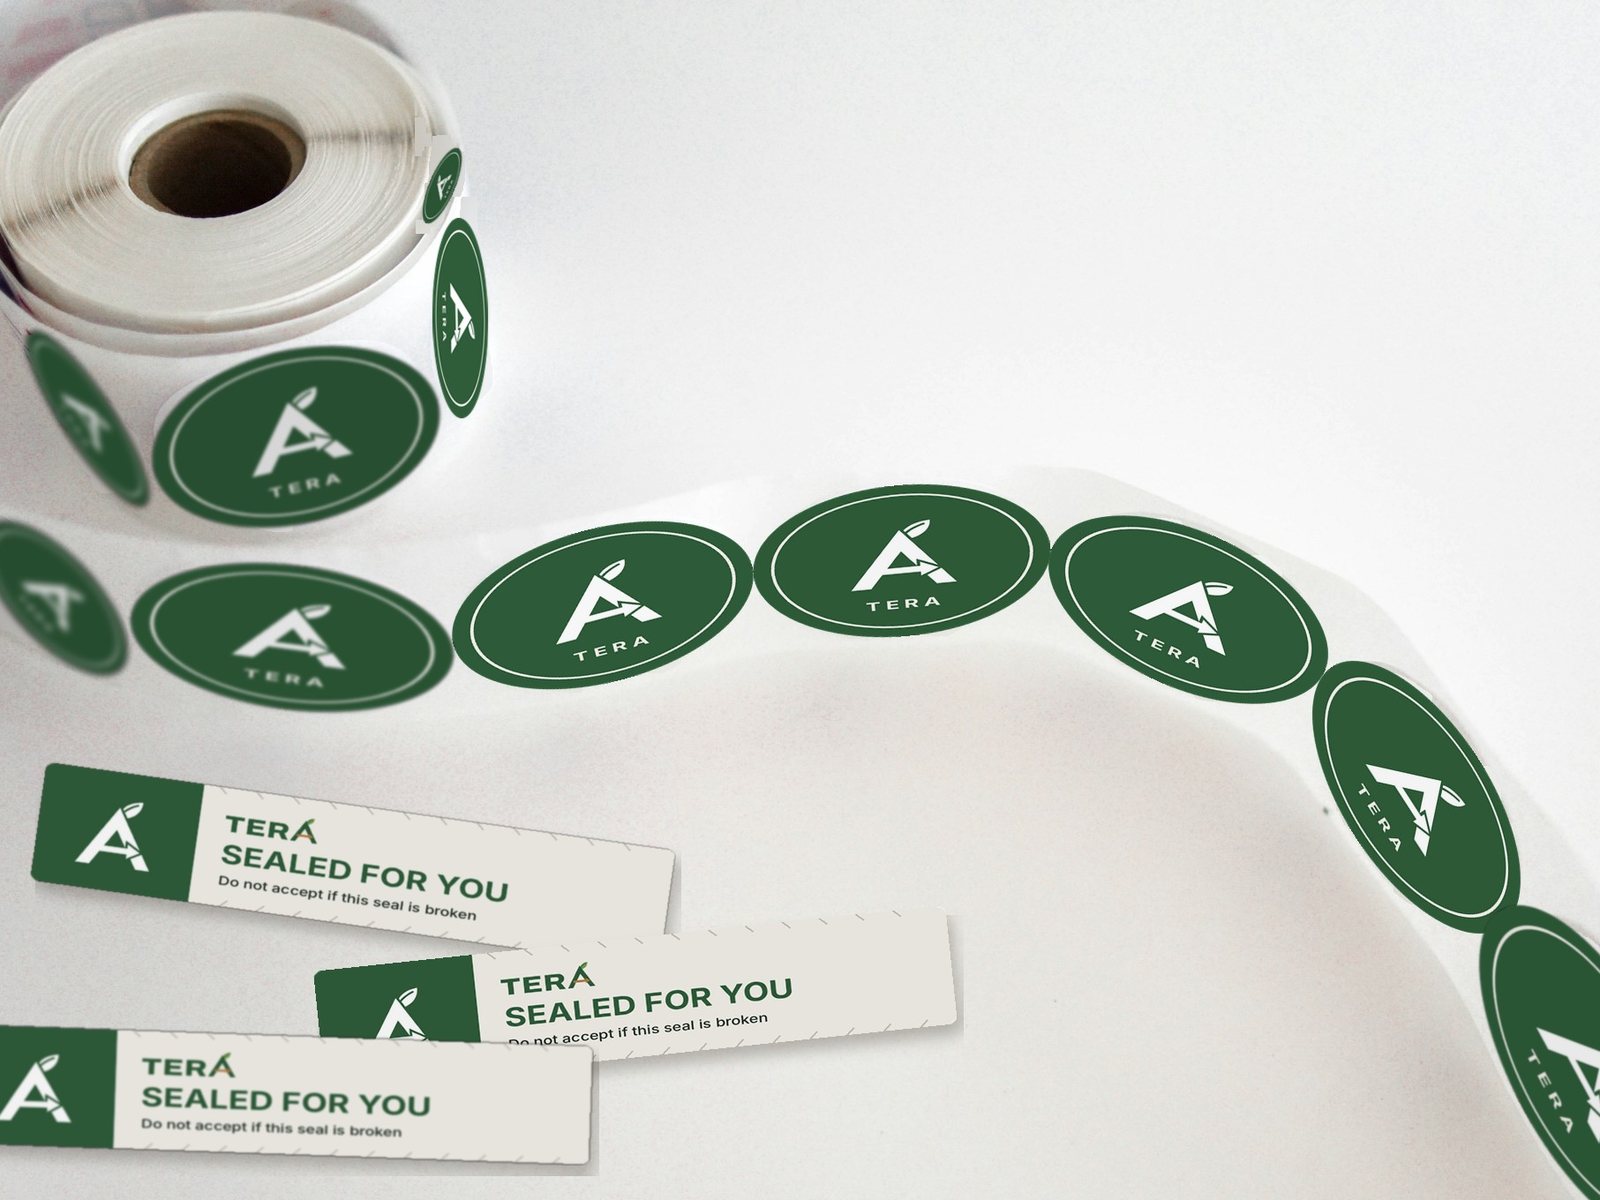 TERA
TERA
TERA
TERA
TERA
TERA
TERA
TERA
TERÁ
SEALED FOR YOU
Do not accept if this seal is broken
TERÁ
SEALED FOR YOU
Do not accept if this seal is broken
TERÁ
SEALED FOR YOU
Do not accept if this seal is broken